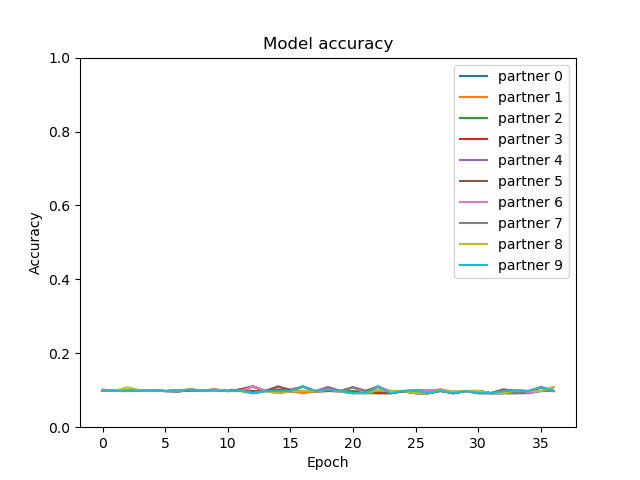 Model accuracy
1.0
0.8
0.6
0.4
0.2
0.0
Accuracy
partner 0
partner 1
partner 2
partner 3
partner 4
partner 5
partner 6
partner 7
partner 8
partner 9
0 5 10 15 20 25 30 35
Epoch